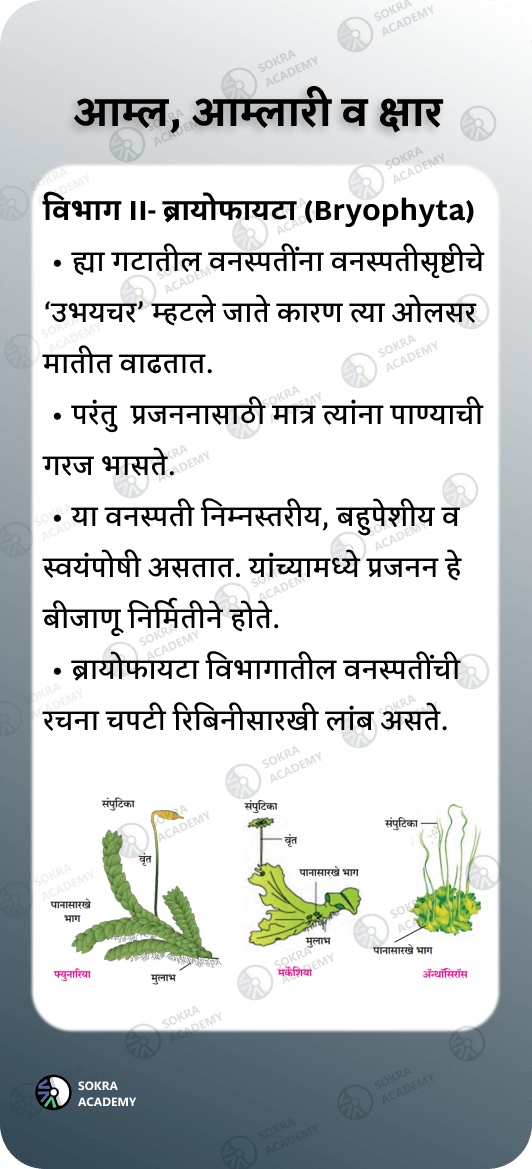 आम्ल, आम्लारी व क्षार
विभाग II- ब्रायोफायटा (Bryophyta)
• ह्या गटातील वनस्पतींना वनस्पतीसृष्टीचे
‘उभयचर’ म्हटले जाते कारण त्या ओलसर
मातीत वाढतात.
• परंतु प्रजननासाठी मात्र त्यांना पाण्याची
गरज भासते.
• या वनस्पती निम्नस्तरीय, बहुपेशीय व
स्वयंपोषी असतात. यांच्यामध्ये प्रजनन हे
बीजाणू निर्मितीने होते.
• ब्रायोफायटा विभागातील वनस्पतींची
रचना चपटी रिबिनीसारखी लांब असते.
संपुटिका
वृंत
पानासारखे
भाग
मुलाभ
फ्युनारिया
संपुटिका
वृंत
पानासारखे भाग
मुलाभ
मर्केंशिया
संपुटिका
पानासारखे भाग
ॲन्थॉसिरॉस
SOKRA
ACADEMY